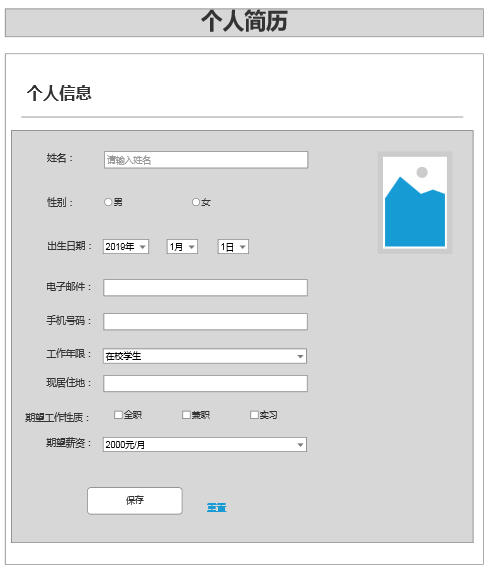 个人简历
个人信息
姓名： 请输入姓名
性别： 男 女
出生日期： 2019年 1月 1日
电子邮件：
手机号码：
工作年限： 在校学生
现居住地：
期望工作性质： 全职 兼职 实习
期望薪资： 2000元/月
保存 重置